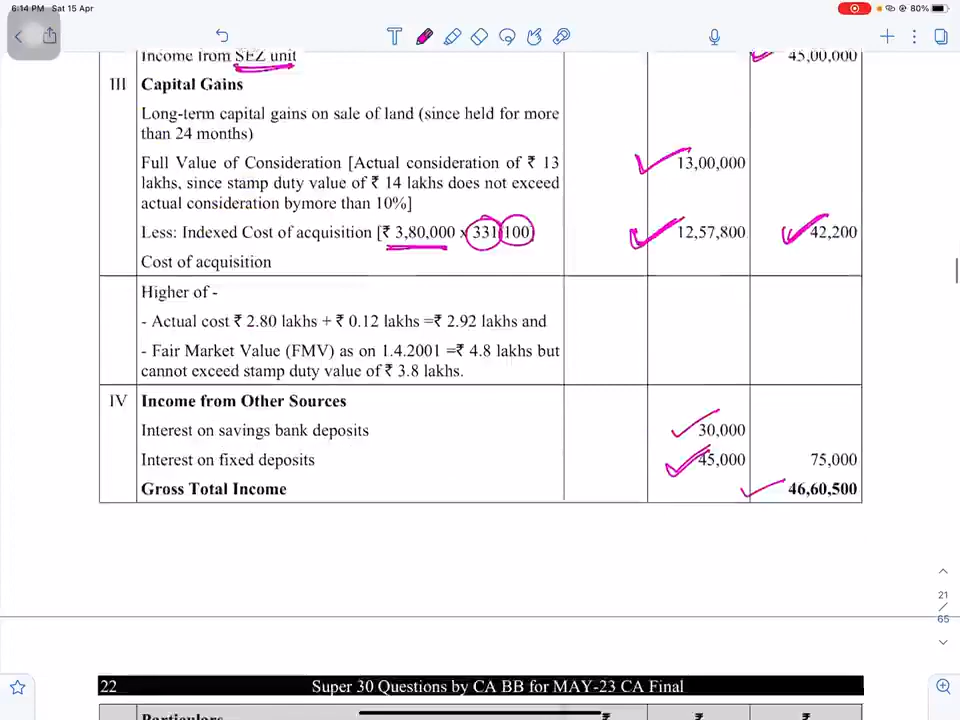 6:14 PM Sat 15 Apr 80%
Income from SEZ unit 45,00,000
III Capital Gains
Long-term capital gains on sale of land (since held for more
than 24 months)
Full Value of Consideration [Actual consideration of ₹ 13 13,00,000
lakhs, since stamp duty value of ₹ 14 lakhs does not exceed
actual consideration bymore than 10%]
Less: Indexed Cost of acquisition [₹ 3,80,000 x 331/100] 12,57,800 42,200
Cost of acquisition
Higher of -
- Actual cost ₹ 2.80 lakhs + ₹ 0.12 lakhs =₹ 2.92 lakhs and
- Fair Market Value (FMV) as on 1.4.2001 =₹ 4.8 lakhs but
cannot exceed stamp duty value of ₹ 3.8 lakhs.
IV Income from Other Sources
Interest on savings bank deposits 30,000
Interest on fixed deposits 45,000 75,000
Gross Total Income 46,60,500
21
/
65
22 Super 30 Questions by CA BB for MAY-23 CA Final
Particulars ₹ ₹ ₹